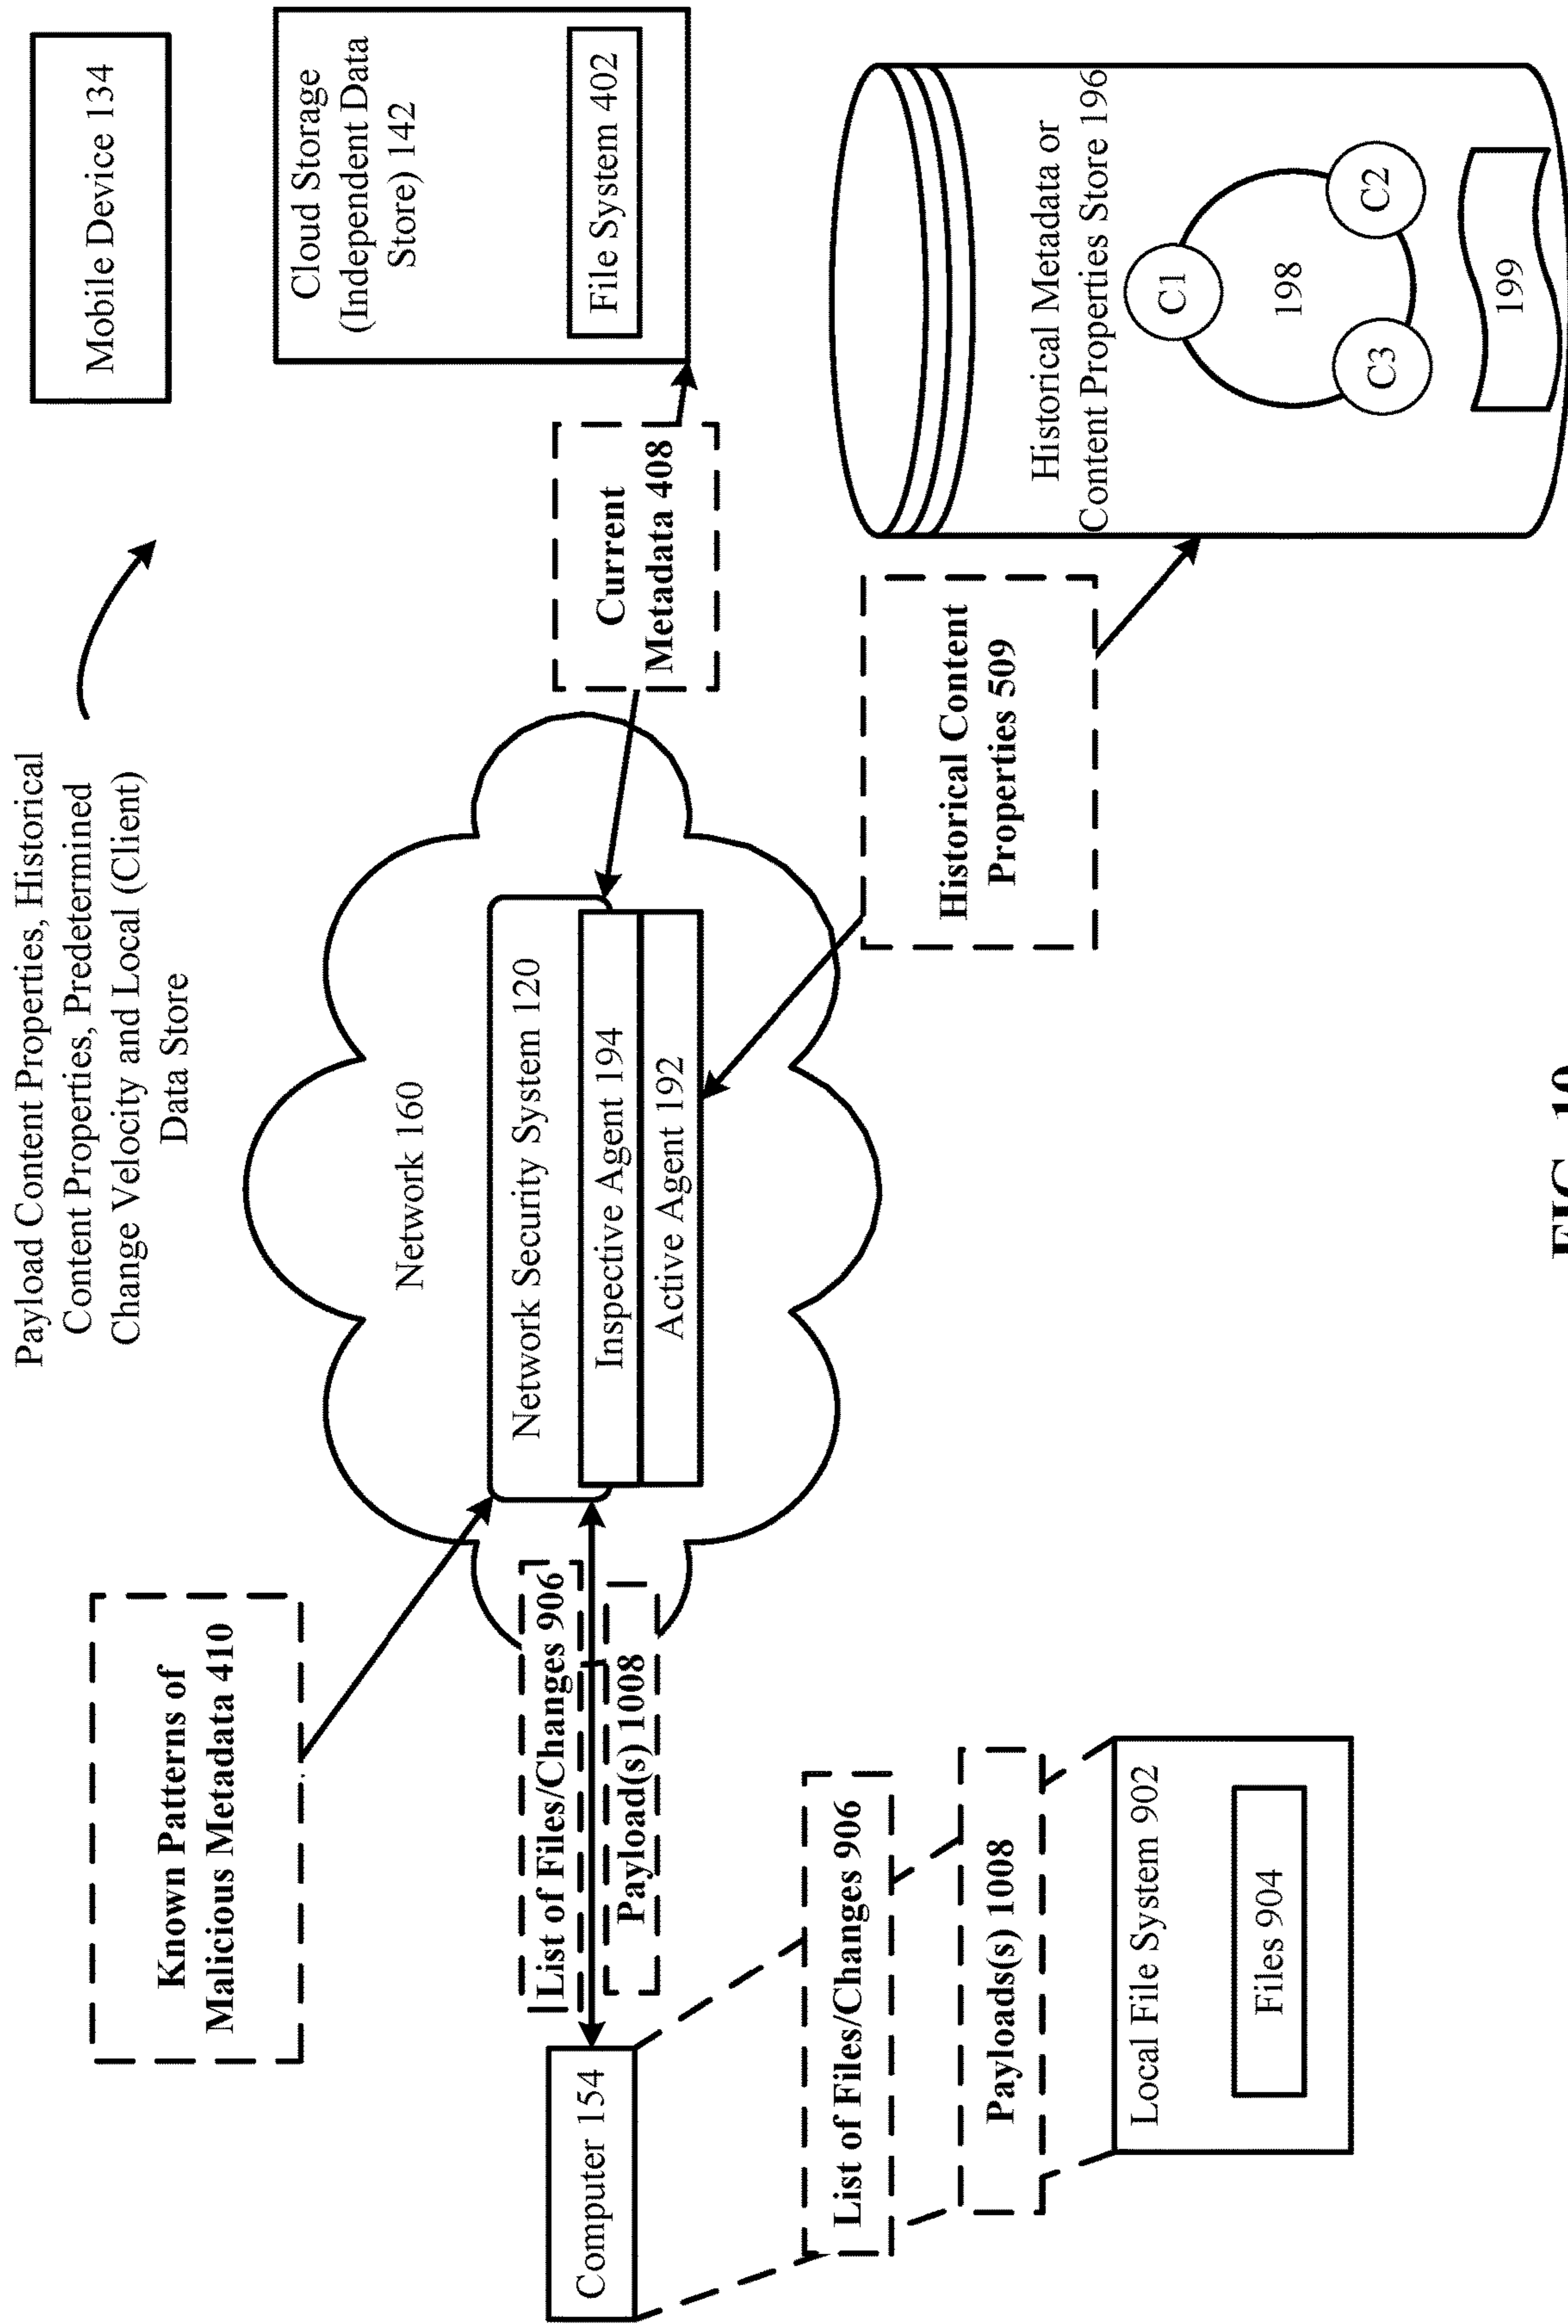 Payload Content Properties, Historical
Content Properties, Predetermined
Change Velocity and Local (Client)
Data Store
Mobile Device 134
Known Patterns of
Malicious Metadata 410
Network 160
Network Security System 120
Inspective Agent 194
Active Agent 192
Current
Metadata 408
Cloud Storage
(Independent Data
Store) 142
File System 402
Computer 154
List of Files/Changes 906
Payload(s) 1008
Historical Content
Properties 509
Historical Metadata or
Content Properties Store 196
C1
198
C3
C2
199
List of Files/Changes 906
Payloads(s) 1008
Local File System 902
Files 904